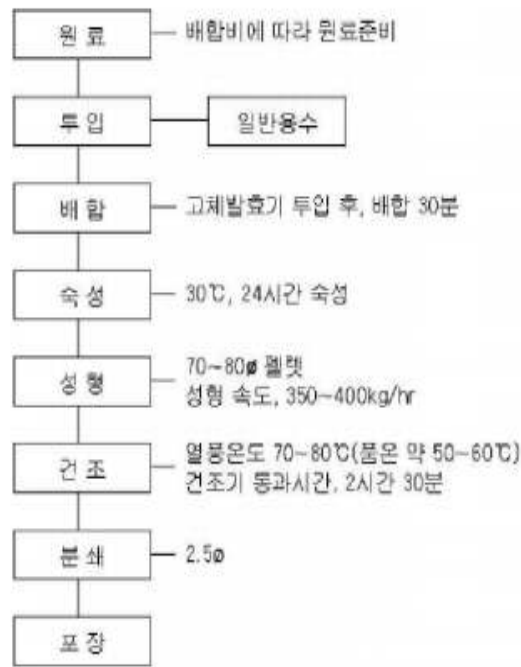 원 료
배합비에 따라 원료준비
투 입
일반용수
배 합
고체발효기 투입 후, 배합 30분
숙 성
30℃, 24시간 숙성
성 형
70~80ø 펠렛
성형 속도, 350~400kg/hr
건 조
열풍온도 70~80℃(품온 약 50~60℃)
건조기 통과시간, 2시간 30분
분 쇄
2.5ø
포 장